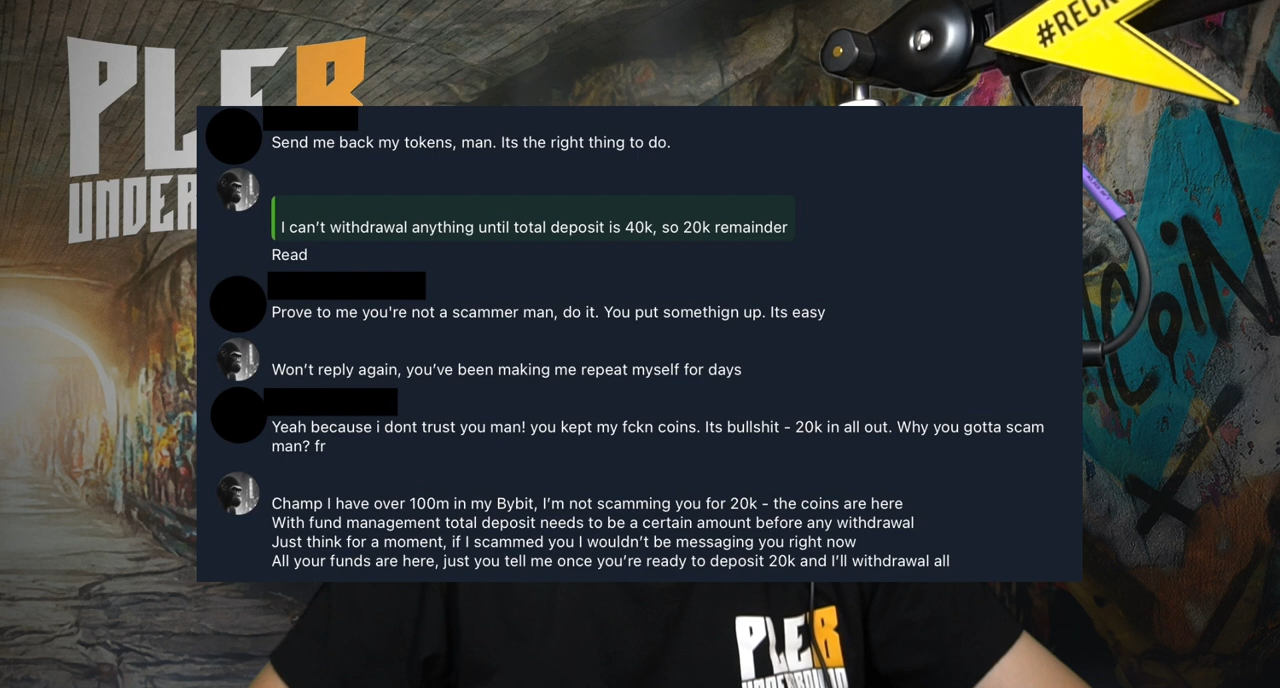 PLEB
UNDER
#RECK
Send me back my tokens, man. Its the right thing to do.
I can’t withdrawal anything until total deposit is 40k, so 20k remainder
Read
Prove to me you're not a scammer man, do it. You put somethign up. Its easy
Won’t reply again, you’ve been making me repeat myself for days
Yeah because i dont trust you man! you kept my fckn coins. Its bullshit - 20k in all out. Why you gotta scam
man? fr
Champ I have over 100m in my Bybit, I’m not scamming you for 20k - the coins are here
With fund management total deposit needs to be a certain amount before any withdrawal
Just think for a moment, if I scammed you I wouldn’t be messaging you right now
All your funds are here, just you tell me once you’re ready to deposit 20k and I’ll withdrawal all
PLEB
UNDERGROUND